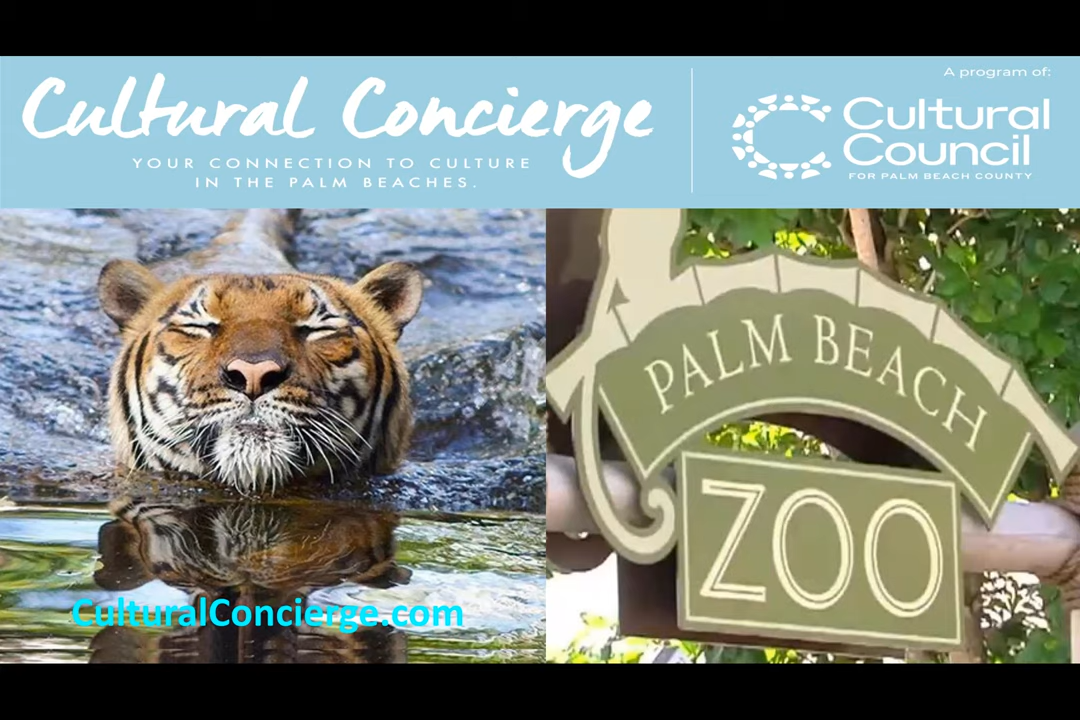 Cultural Concierge
YOUR CONNECTION TO CULTURE
IN THE PALM BEACHES.
A program of:
Cultural
Council
FOR PALM BEACH COUNTY
PALM BEACH
ZOO
CulturalConcierge.com